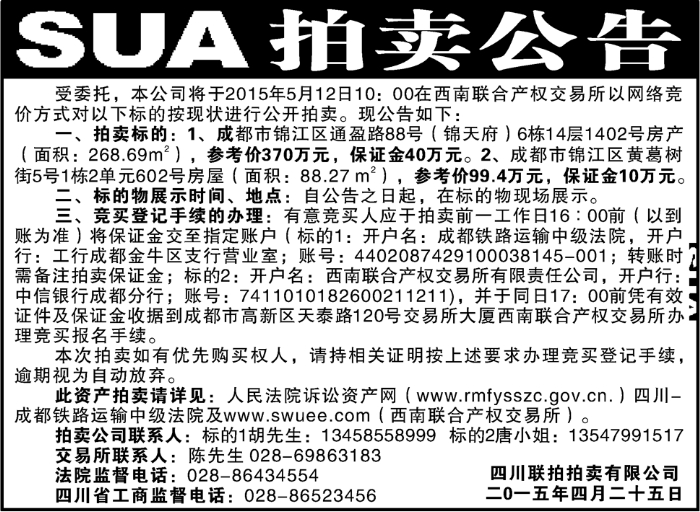 SUA 拍卖公告
受委托，本公司将于2015年5月12日10：00在西南联合产权交易所以网络竞
价方式对以下标的按现状进行公开拍卖。现公告如下：
一、拍卖标的：1、成都市锦江区通盈路88号（锦天府）6栋14层1402号房产
（面积：268.69m²），参考价370万元，保证金40万元。2、成都市锦江区黄葛树
街5号1栋2单元602号房屋（面积：88.27 m²），参考价99.4万元，保证金10万元。
二、标的物展示时间、地点：自公告之日起，在标的物现场展示。
三、竞买登记手续的办理：有意竞买人应于拍卖前一工作日16：00前（以到
账为准）将保证金交至指定账户（标的1：开户名：成都铁路运输中级法院，开户
行：工行成都金牛区支行营业室；账号：4402087429100038145-001；转账时
需备注拍卖保证金；标的2：开户名：西南联合产权交易所有限责任公司，开户行：
中信银行成都分行；账号：7411010182600211211)，并于同日17：00前凭有效
证件及保证金收据到成都市高新区天泰路120号交易所大厦西南联合产权交易所办
理竞买报名手续。
本次拍卖如有优先购买权人，请持相关证明按上述要求办理竞买登记手续，
逾期视为自动放弃。
此资产拍卖请详见：人民法院诉讼资产网（www.rmfysszc.gov.cn.）四川-
成都铁路运输中级法院及www.swuee.com（西南联合产权交易所）。
拍卖公司联系人：标的1胡先生：13458558999 标的2唐小姐：13547991517
交易所联系人：陈先生 028-69863183
法院监督电话：028-86434554
四川省工商监督电话：028-86523456
四川联拍拍卖有限公司
二〇一五年四月二十五日